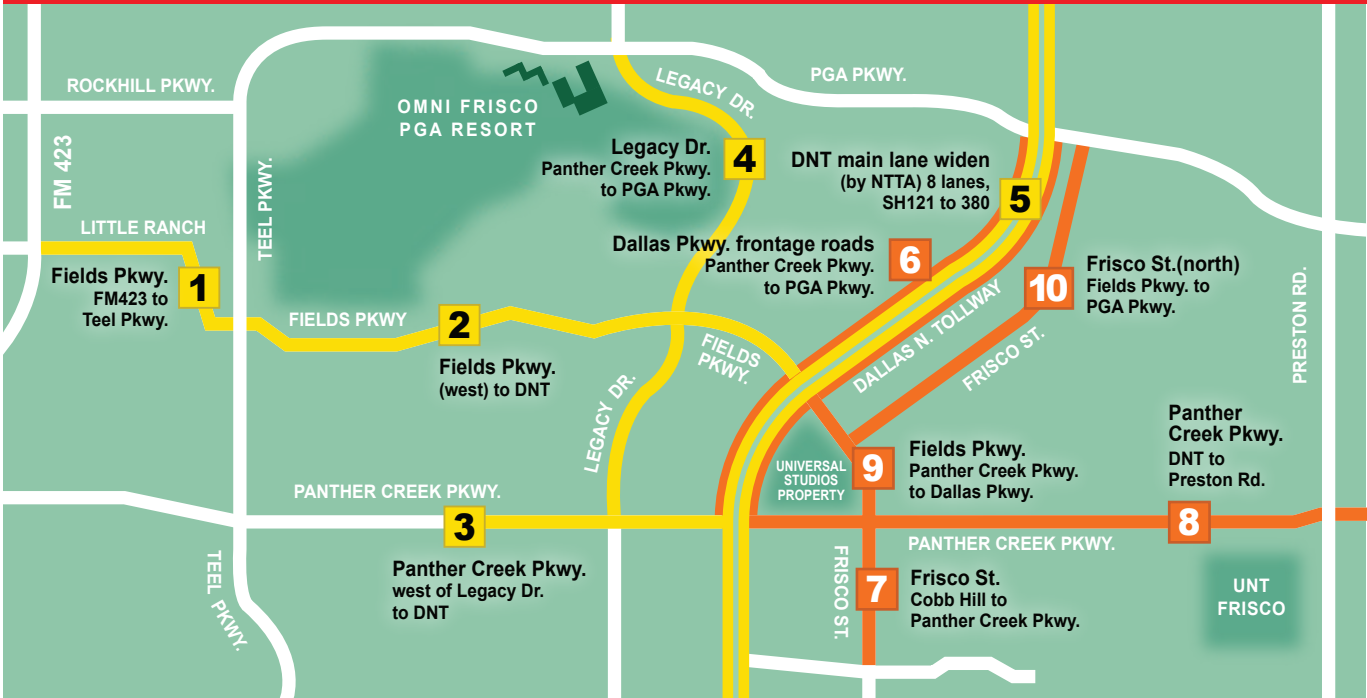 ROCKHILL PKWY.
FM 423
LITTLE RANCH
TEEL PKWY.
OMNI FRISCO
PGA RESORT
LEGACY DR.
PGA PKWY.
Legacy Dr.
Panther Creek Pkwy.
to PGA Pkwy.
4
DNT main lane widen
(by NTTA) 8 lanes,
SH121 to 380
5
Dallas Pkwy. frontage roads
Panther Creek Pkwy.
to PGA Pkwy.
6
10
Frisco St.(north)
Fields Pkwy. to
PGA Pkwy.
PRESTON RD.
Fields Pkwy.
FM423 to
Teel Pkwy.
1
FIELDS PKWY
2
Fields Pkwy.
(west) to DNT
FIELDS
PKWY.
DALLAS N. TOLLWAY
FRISCO ST.
LEGACY DR.
UNIVERSAL
STUDIOS
PROPERTY
9
Fields Pkwy.
Panther Creek Pkwy.
to Dallas Pkwy.
Panther
Creek Pkwy.
DNT to
Preston Rd.
8
PANTHER CREEK PKWY.
3
Panther Creek Pkwy.
west of Legacy Dr.
to DNT
TEEL PKWY.
PANTHER CREEK PKWY.
FRISCO ST.
7
Frisco St.
Cobb Hill to
Panther Creek Pkwy.
UNT
FRISCO